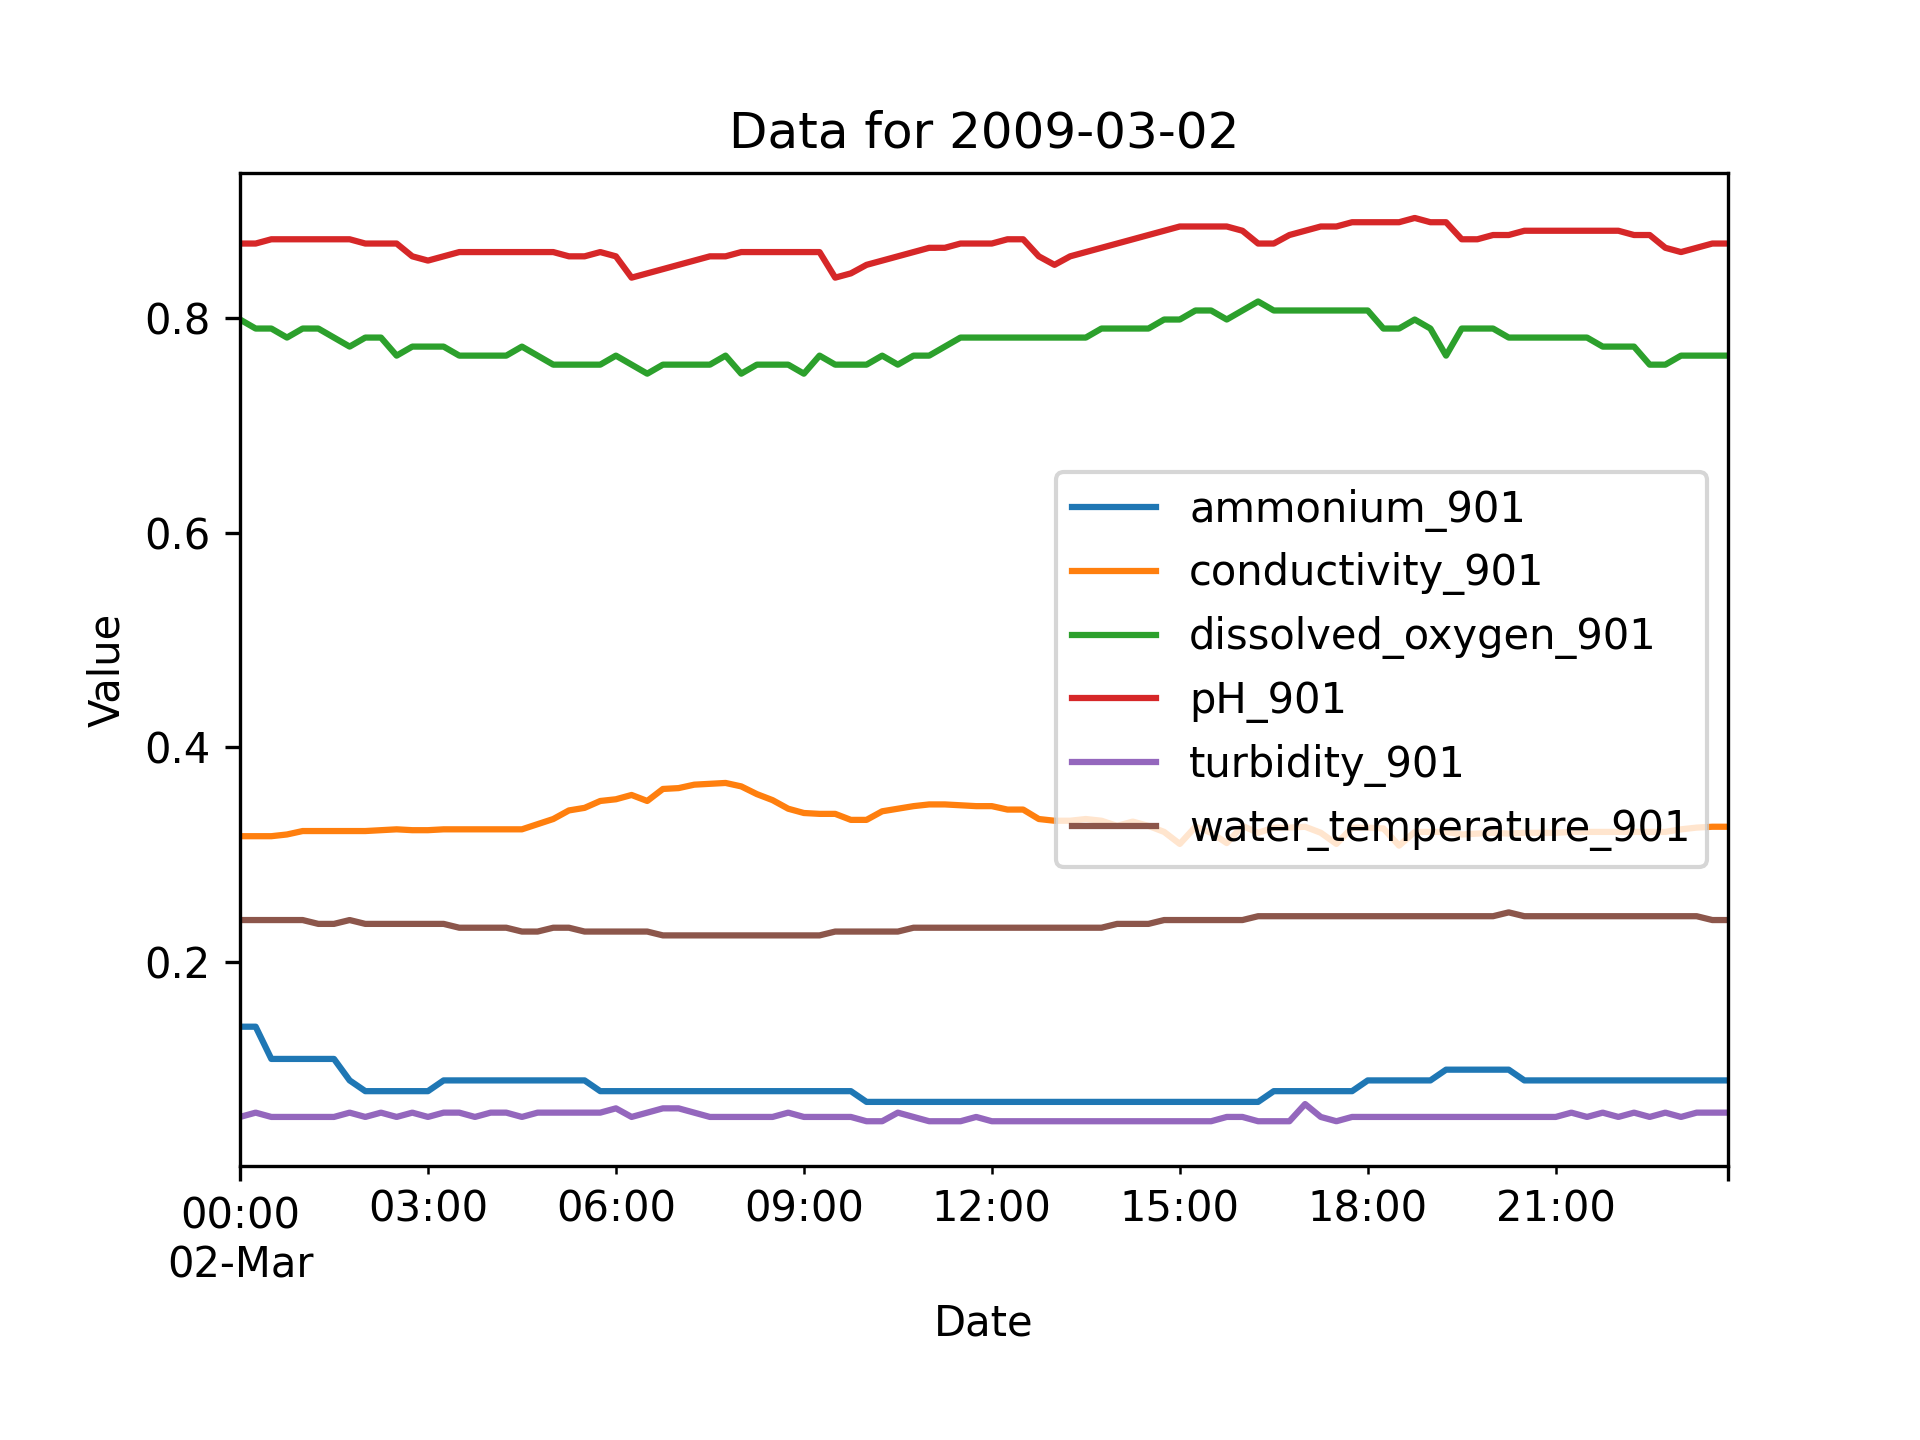 Data for 2009-03-02
Value
0.8
0.6
0.4
0.2
ammonium_901
conductivity_901
dissolved_oxygen_901
pH_901
turbidity_901
water_temperature_901
00:00 03:00 06:00 09:00 12:00 15:00 18:00 21:00
02-Mar
Date